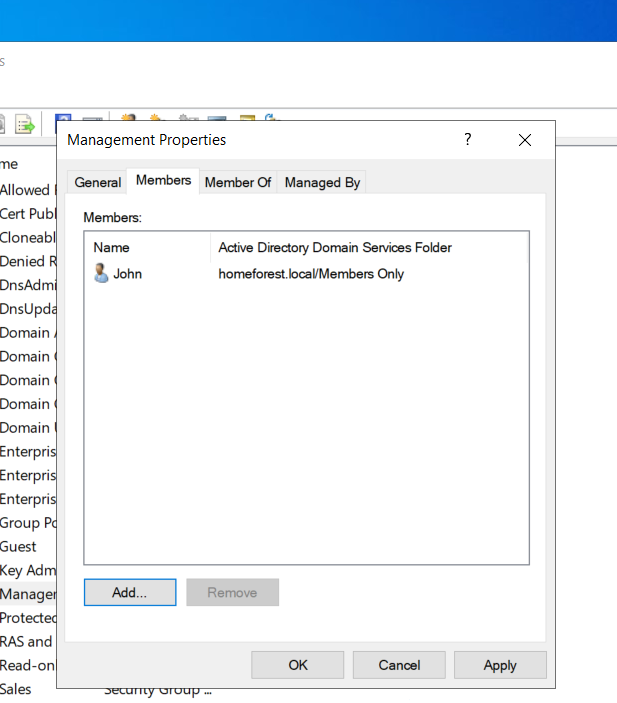 s
Management Properties
?
me
General Members Member Of Managed By
Allowed
Cert Publ
Members:
Cloneabl
Name Active Directory Domain Services Folder
Denied R
John homeforest.local/Members Only
DnsAdmi
DnsUpda
Domain
Domain
Domain
Domain
Domain
Enterpris
Enterpris
Enterpris
Group Po
Guest
Key Adm
Add... Remove
Manager
Protected
RAS and
Read-onl
OK Cancel Apply
Sales Security Group ...